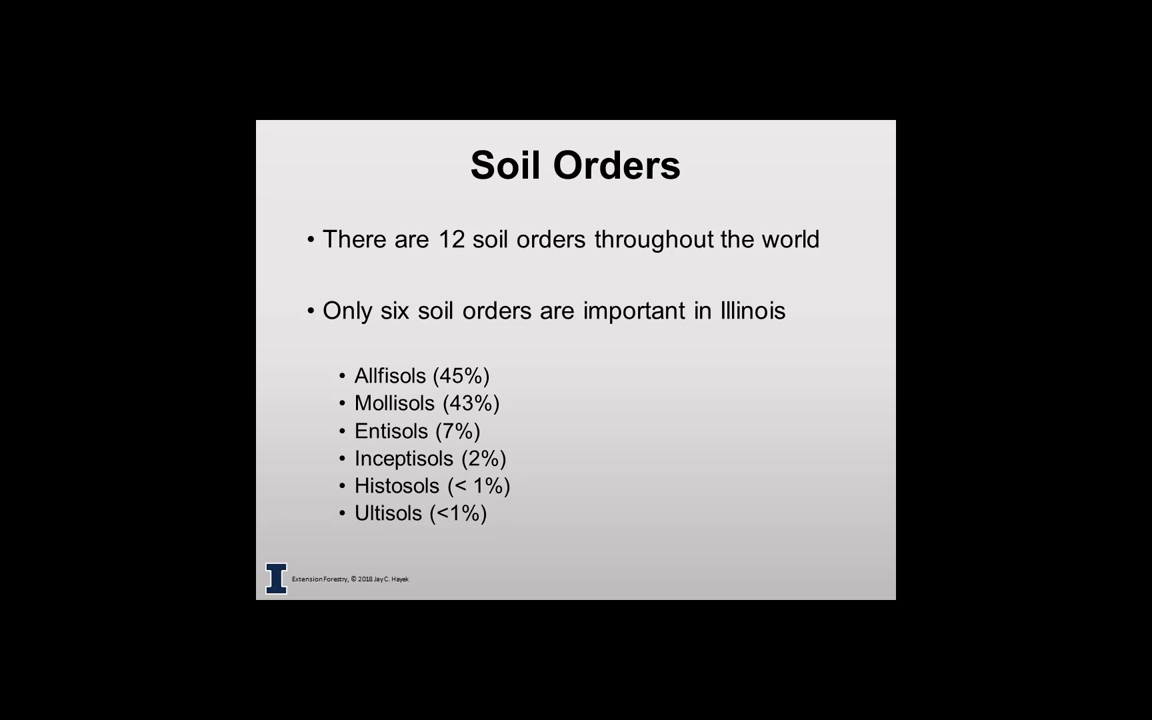 Soil Orders
• There are 12 soil orders throughout the world
• Only six soil orders are important in Illinois
• Allfisols (45%)
• Mollisols (43%)
• Entisols (7%)
• Inceptisols (2%)
• Histosols (< 1%)
• Ultisols (<1%)
I
Extension Forestry, © 2018 Jay C. Hayek